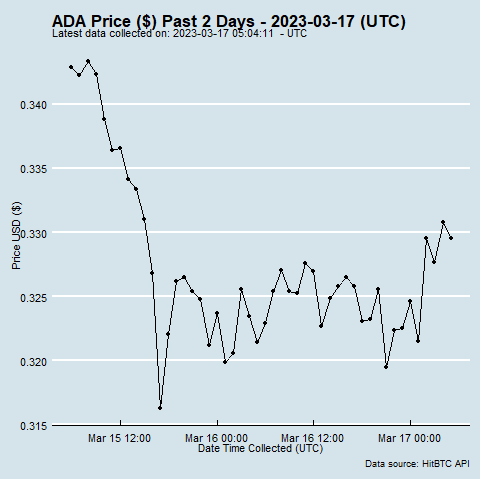 ADA Price ($) Past 2 Days - 2023-03-17 (UTC)
Latest data collected on: 2023-03-17 05:04:11 - UTC
0.340
0.335
0.330
0.325
0.320
0.315
Price USD ($)
Mar 15 12:00 Mar 16 00:00 Mar 16 12:00 Mar 17 00:00
Date Time Collected (UTC)
Data source: HitBTC API